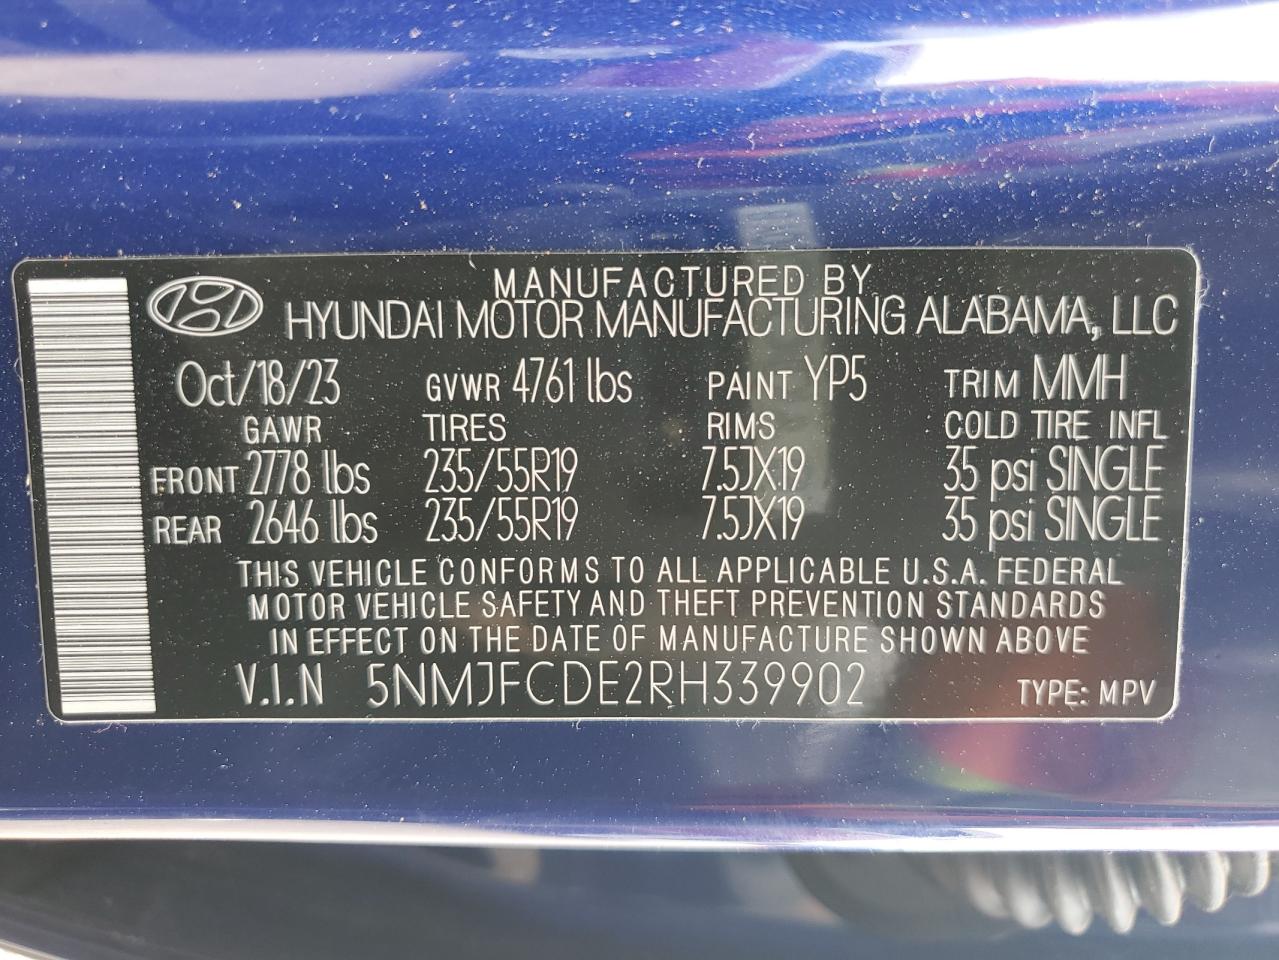 MANUFACTURED BY
HYUNDAI MOTOR MANUFACTURING ALABAMA, LLC
Oct/18/23 GVWR 4761 lbs PAINT YP5 TRIM MMH
GAWR TIRES RIMS COLD TIRE INFL
FRONT 2778 lbs 235/55R19 7.5JX19 35 psi SINGLE
REAR 2646 lbs 235/55R19 7.5JX19 35 psi SINGLE
THIS VEHICLE CONFORMS TO ALL APPLICABLE U.S.A. FEDERAL
MOTOR VEHICLE SAFETY AND THEFT PREVENTION STANDARDS
IN EFFECT ON THE DATE OF MANUFACTURE SHOWN ABOVE
V.I.N 5NMJFCDE2RH339902 TYPE: MPV